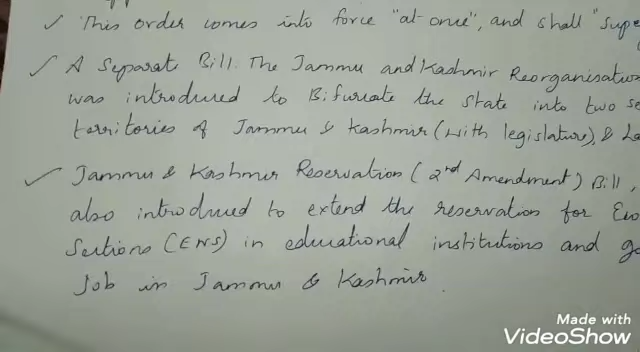 ✓ This order comes into force "at once", and shall "supe
✓ A Separate Bill. The Jammu and Kashmir Reorganisation
was introduced to Bifurcate the state into two se
territories of Jammu & Kashmir (with legislature), & La
✓ Jammu & Kashmir Reservation (2nd Amendment) Bill,
also introduced to extend the reservation for
Sections (EWS) in educational institutions and go
Job in Jammu & Kashmir.
Made with
VideoShow